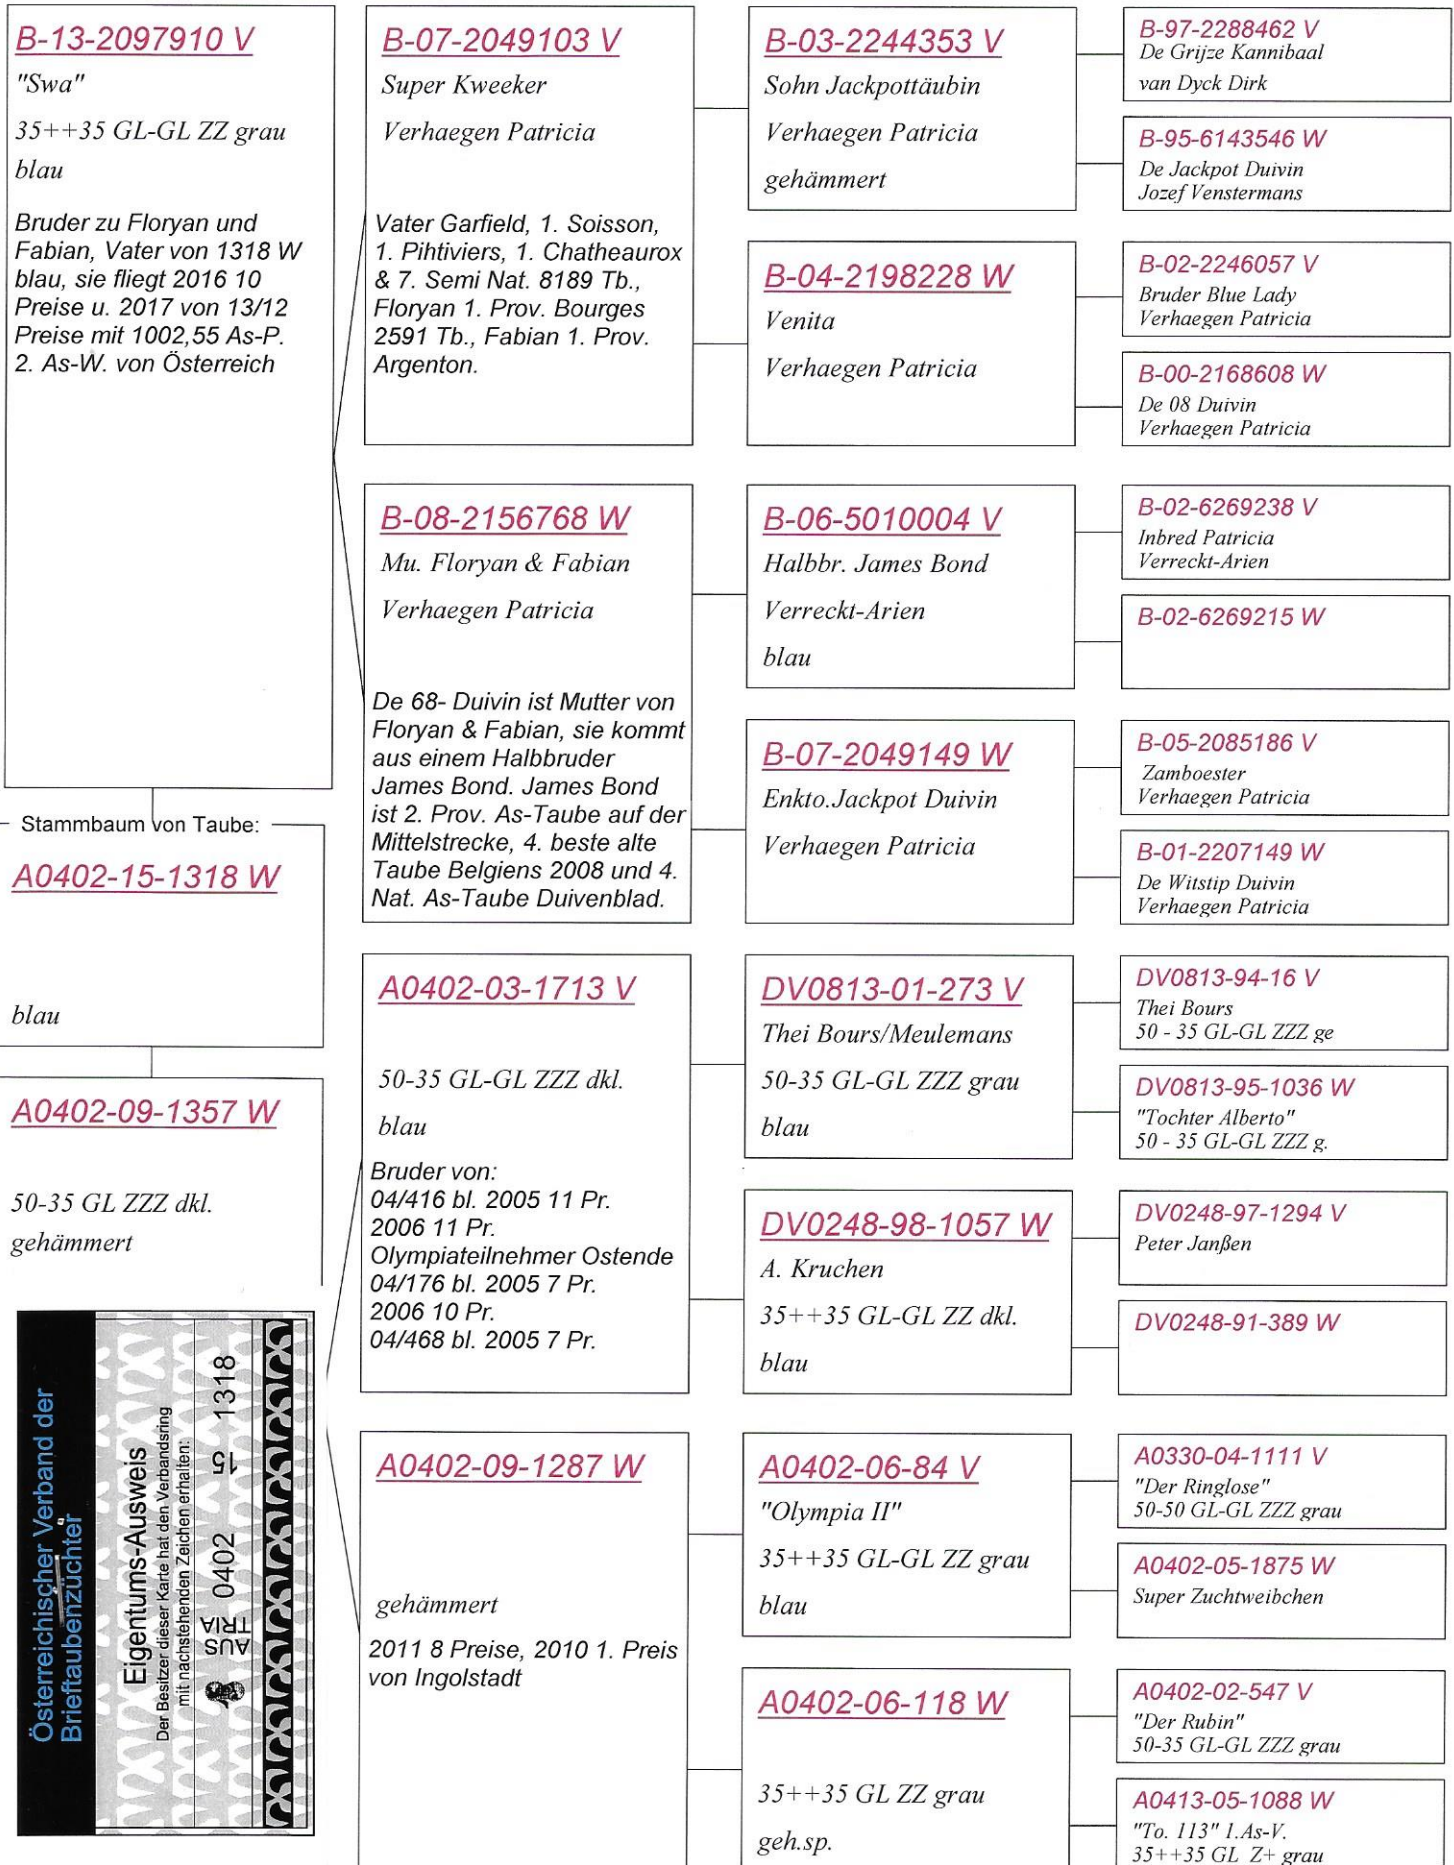 B-13-2097910 V
"Swa"
35++35 GL-GL ZZ grau
blau
Bruder zu Floryan und
Fabian, Vater von 1318 W
blau, sie fliegt 2016 10
Preise u. 2017 von 13/12
Preise mit 1002,55 As-P.
2. As-W. von Österreich
Stammbaum von Taube:
A0402-15-1318 W
blau
A0402-09-1357 W
50-35 GL ZZZ dkl.
gehämmert
Österreichischer Verband der
Brieftaubenzüchter
Eigentums-Ausweis
Der Besitzer dieser Karte hat den Verbandsring
mit nachstehenden Zeichen erhalten:
AUS
TRIA
0402 15 1318
B-07-2049103 V
Super Kweeker
Verhaegen Patricia
Vater Garfield, 1. Soisson,
1. Pihtiviers, 1. Chatheaurox
& 7. Semi Nat. 8189 Tb.,
Floryan 1. Prov. Bourges
2591 Tb., Fabian 1. Prov.
Argenton.
B-08-2156768 W
Mu. Floryan & Fabian
Verhaegen Patricia
De 68- Duivin ist Mutter von
Floryan & Fabian, sie kommt
aus einem Halbbruder
James Bond. James Bond
ist 2. Prov. As-Taube auf der
Mittelstrecke, 4. beste alte
Taube Belgiens 2008 und 4.
Nat. As-Taube Duivenblad.
A0402-03-1713 V
50-35 GL-GL ZZZ dkl.
blau
Bruder von:
04/416 bl. 2005 11 Pr.
2006 11 Pr.
Olympiateilnehmer Ostende
04/176 bl. 2005 7 Pr.
2006 10 Pr.
04/468 bl. 2005 7 Pr.
A0402-09-1287 W
gehämmert
2011 8 Preise, 2010 1. Preis
von Ingolstadt
B-03-2244353 V
Sohn Jackpottäubin
Verhaegen Patricia
gehämmert
B-04-2198228 W
Venita
Verhaegen Patricia
B-06-5010004 V
Halbbr. James Bond
Verreckt-Arien
blau
B-07-2049149 W
Enkto.Jackpot Duivin
Verhaegen Patricia
DV0813-01-273 V
Thei Bours/Meulemans
50-35 GL-GL ZZZ grau
blau
DV0248-98-1057 W
A. Kruchen
35++35 GL-GL ZZ dkl.
blau
A0402-06-84 V
"Olympia II"
35++35 GL-GL ZZ grau
blau
A0402-06-118 W
35++35 GL ZZ grau
geh.sp.
B-97-2288462 V
De Grijze Kannibaal
van Dyck Dirk
B-95-6143546 W
De Jackpot Duivin
Jozef Venstermans
B-02-2246057 V
Bruder Blue Lady
Verhaegen Patricia
B-00-2168608 W
De 08 Duivin
Verhaegen Patricia
B-02-6269238 V
Inbred Patricia
Verreckt-Arien
B-02-6269215 W
B-05-2085186 V
Zamboester
Verhaegen Patricia
B-01-2207149 W
De Witstip Duivin
Verhaegen Patricia
DV0813-94-16 V
Thei Bours
50 - 35 GL-GL ZZZ ge
DV0813-95-1036 W
"Tochter Alberto"
50 - 35 GL-GL ZZZ g.
DV0248-97-1294 V
Peter Janßen
DV0248-91-389 W
A0330-04-1111 V
"Der Ringlose"
50-50 GL-GL ZZZ grau
A0402-05-1875 W
Super Zuchtweibchen
A0402-02-547 V
"Der Rubin"
50-35 GL-GL ZZZ grau
A0413-05-1088 W
"To. 113" 1.As-V.
35++35 GL Z+ grau